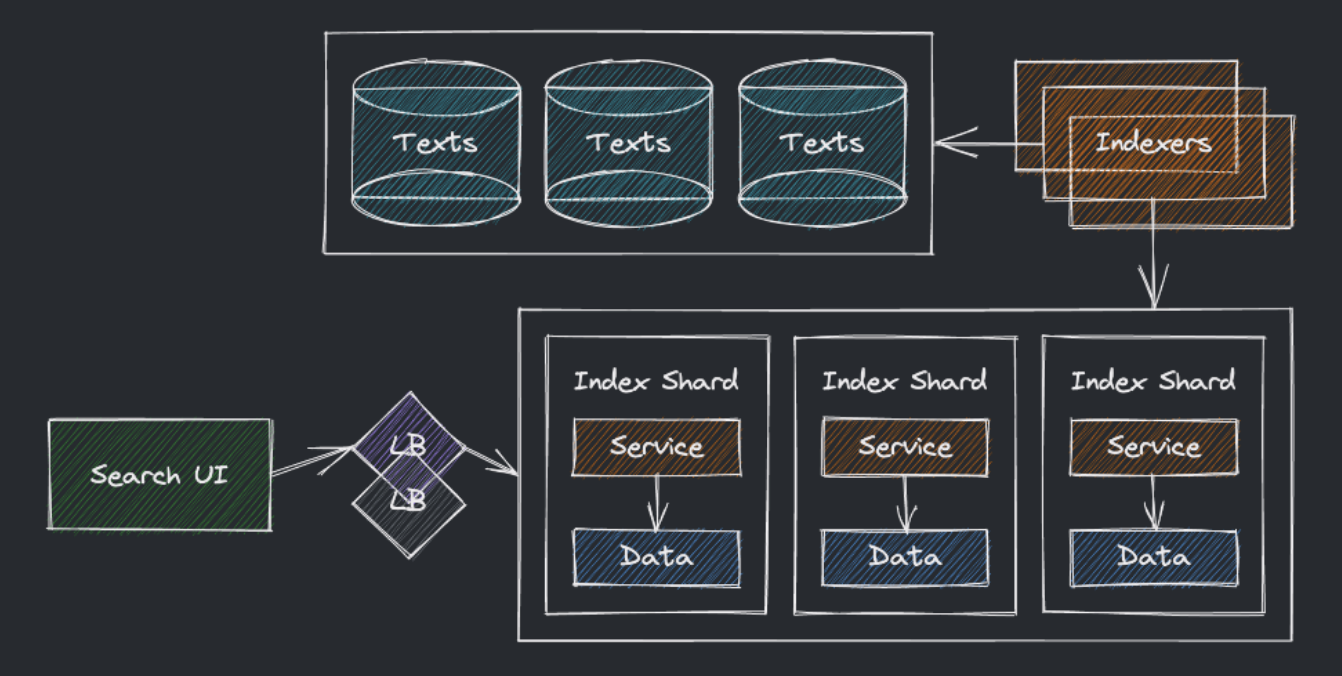 Texts
Texts
Texts
Indexers
Index Shard
Index Shard
Index Shard
Search UI
LB
LB
Service
Service
Service
Data
Data
Data